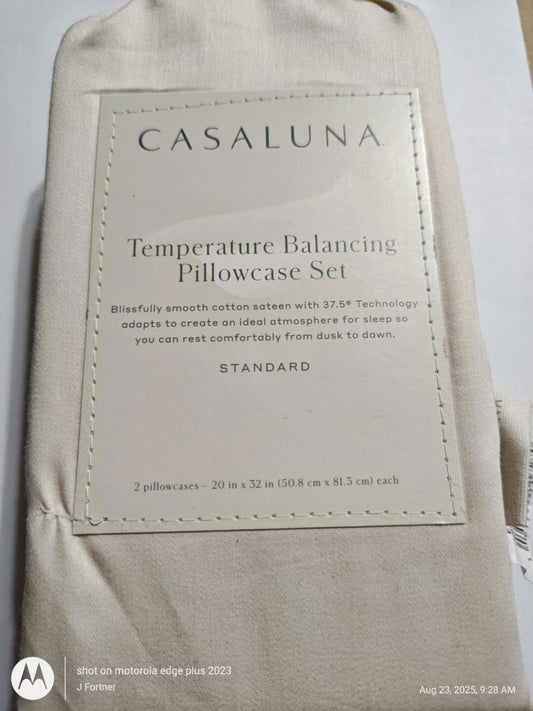 CASALUNA
Temperature Balancing
Pillowcase Set
Blissfully smooth cotton sateen with 37.5® Technology
adapts to create an ideal atmosphere for sleep so
you can rest comfortably from dusk to dawn.
STANDARD
2 pillowcases – 20 in x 32 in (50.8 cm x 81.3 cm) each
shot on motorola edge plus 2023
J Fortner
Aug 23, 2025, 9:28 AM